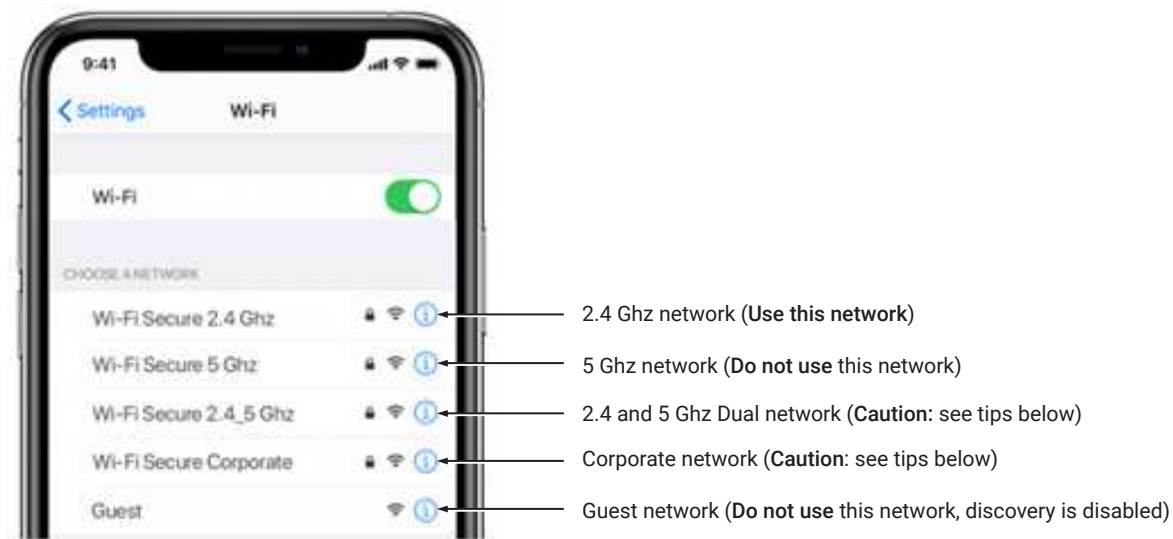 9:41
Settings
Wi-Fi
Wi-Fi
CHOOSE A NETWORK
Wi-Fi Secure 2.4 Ghz
2.4 Ghz network (Use this network)
Wi-Fi Secure 5 Ghz
5 Ghz network (Do not use this network)
Wi-Fi Secure 2.4_5 Ghz
2.4 and 5 Ghz Dual network (Caution: see tips below)
Wi-Fi Secure Corporate
Corporate network (Caution: see tips below)
Guest
Guest network (Do not use this network, discovery is disabled)